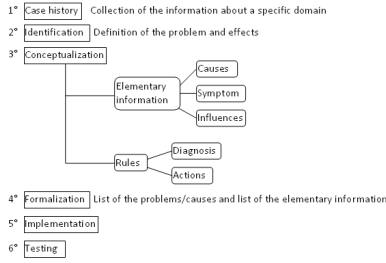 1° Case history Collection of the information about a specific domain
2° Identification Definition of the problem and effects
3° Conceptualization
Causes
Elementary
information
Symptom
Influences
Diagnosis
Rules
Actions
4° Formalization List of the problems/causes and list of the elementary information
5° Implementation
6° Testing